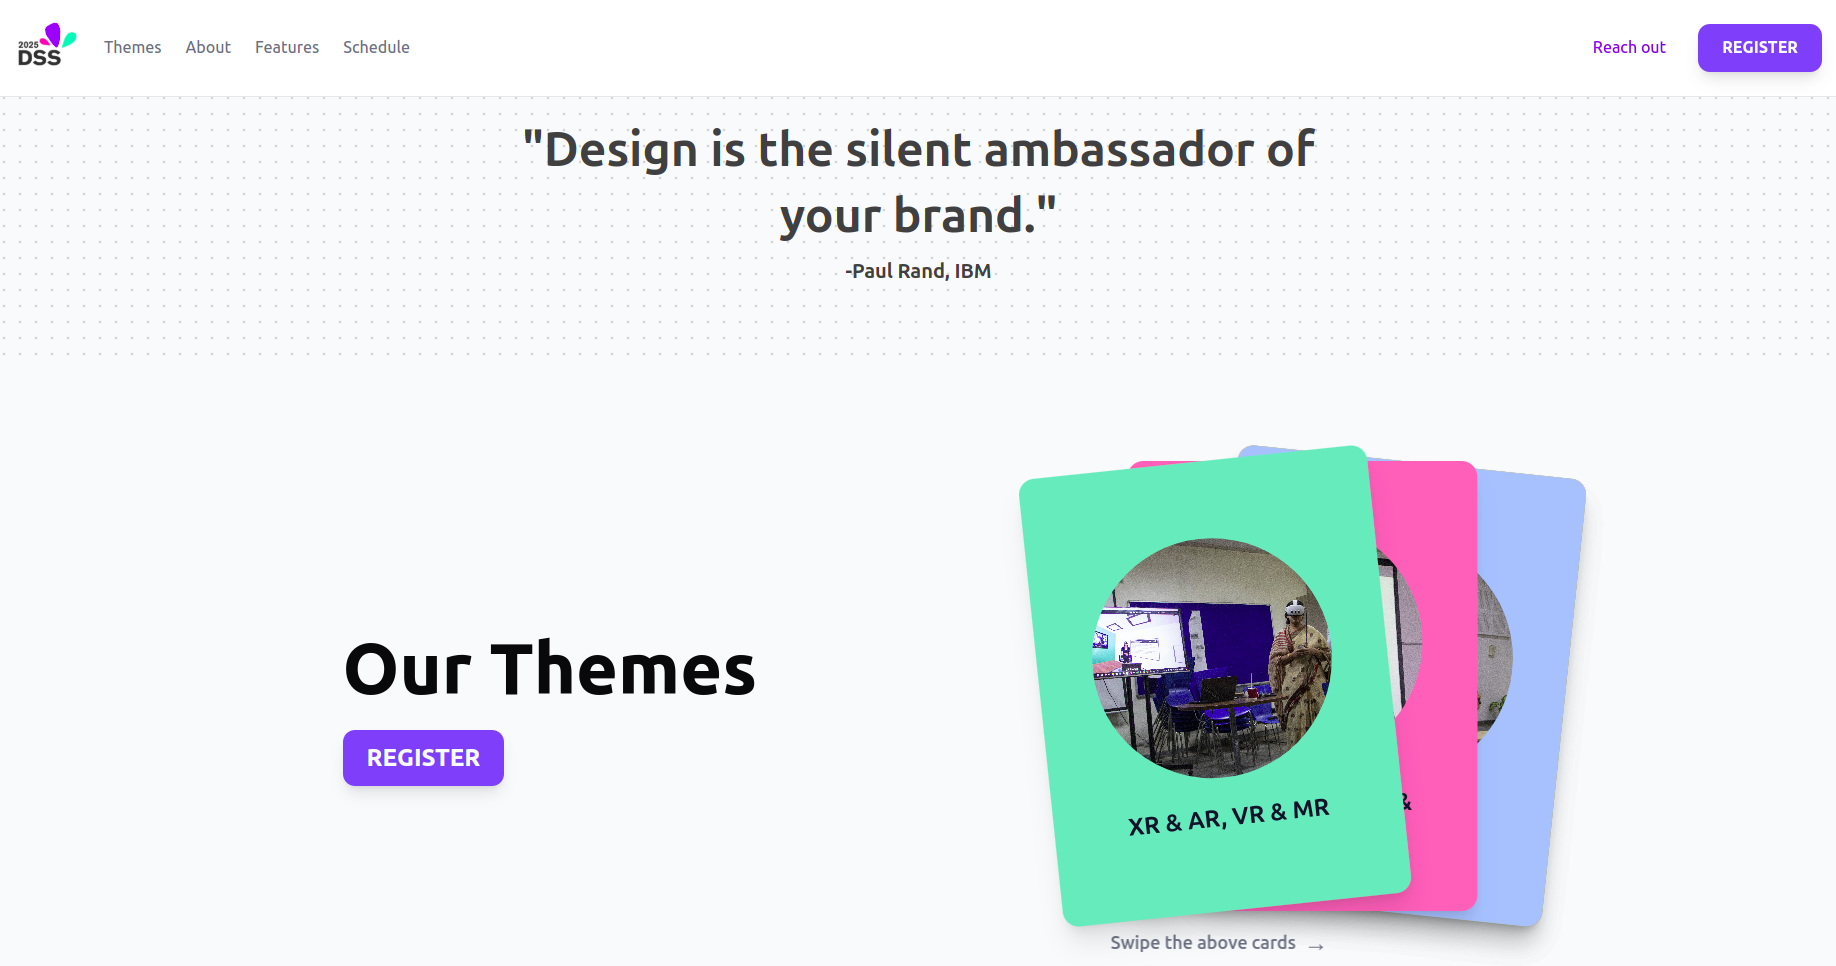 2025
DSS
Themes About Features Schedule
Reach out
REGISTER
"Design is the silent ambassador of
your brand."
-Paul Rand, IBM
Our Themes
REGISTER
XR & AR, VR & MR
&
Swipe the above cards →